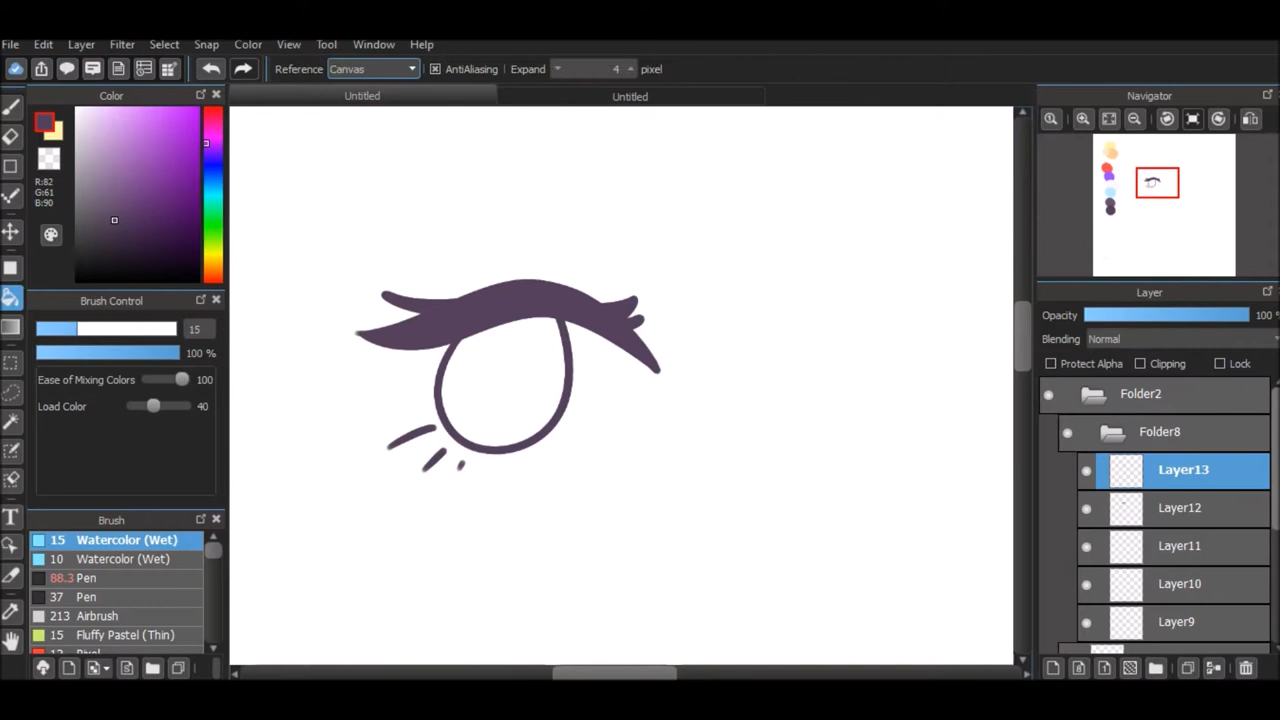 File Edit Layer Filter Select Snap Color View Tool Window Help
Reference Canvas AntiAliasing Expand 4 pixel
Color
Untitled
Untitled
Navigator
R:82
G:61
B:90
Brush Control
15
100 %
Ease of Mixing Colors 100
Load Color 40
Brush
15 Watercolor (Wet)
10 Watercolor (Wet)
88.3 Pen
37 Pen
213 Airbrush
15 Fluffy Pastel (Thin)
Layer
Opacity 100 %
Blending Normal
Protect Alpha Clipping Lock
Folder2
Folder8
Layer13
Layer12
Layer11
Layer10
Layer9